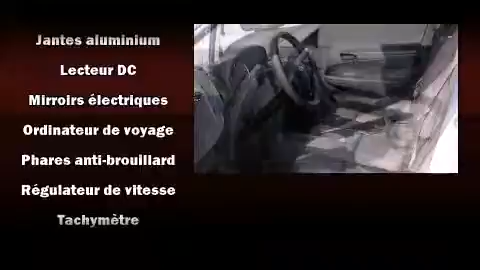 Jantes aluminium
Lecteur DC
Mirroirs électriques
Ordinateur de voyage
Phares anti-brouillard
Régulateur de vitesse
Tachymètre